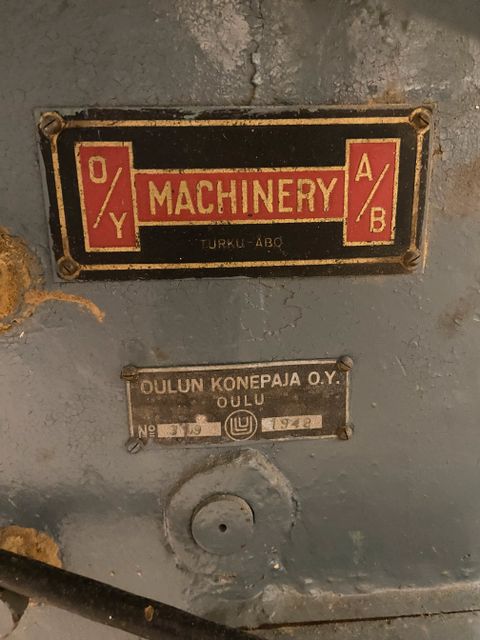 O/Y MACHINERY A/B
TURKU-ÅBO
OULUN KONEPAJA O.Y.
OULU
No 1948